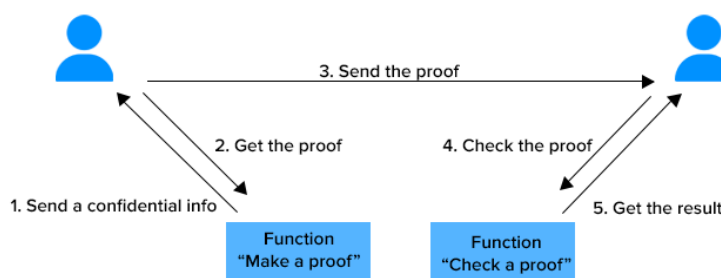 3. Send the proof
2. Get the proof
4. Check the proof
1. Send a confidential info
5. Get the result
Function
“Make a proof”
Function
“Check a proof”